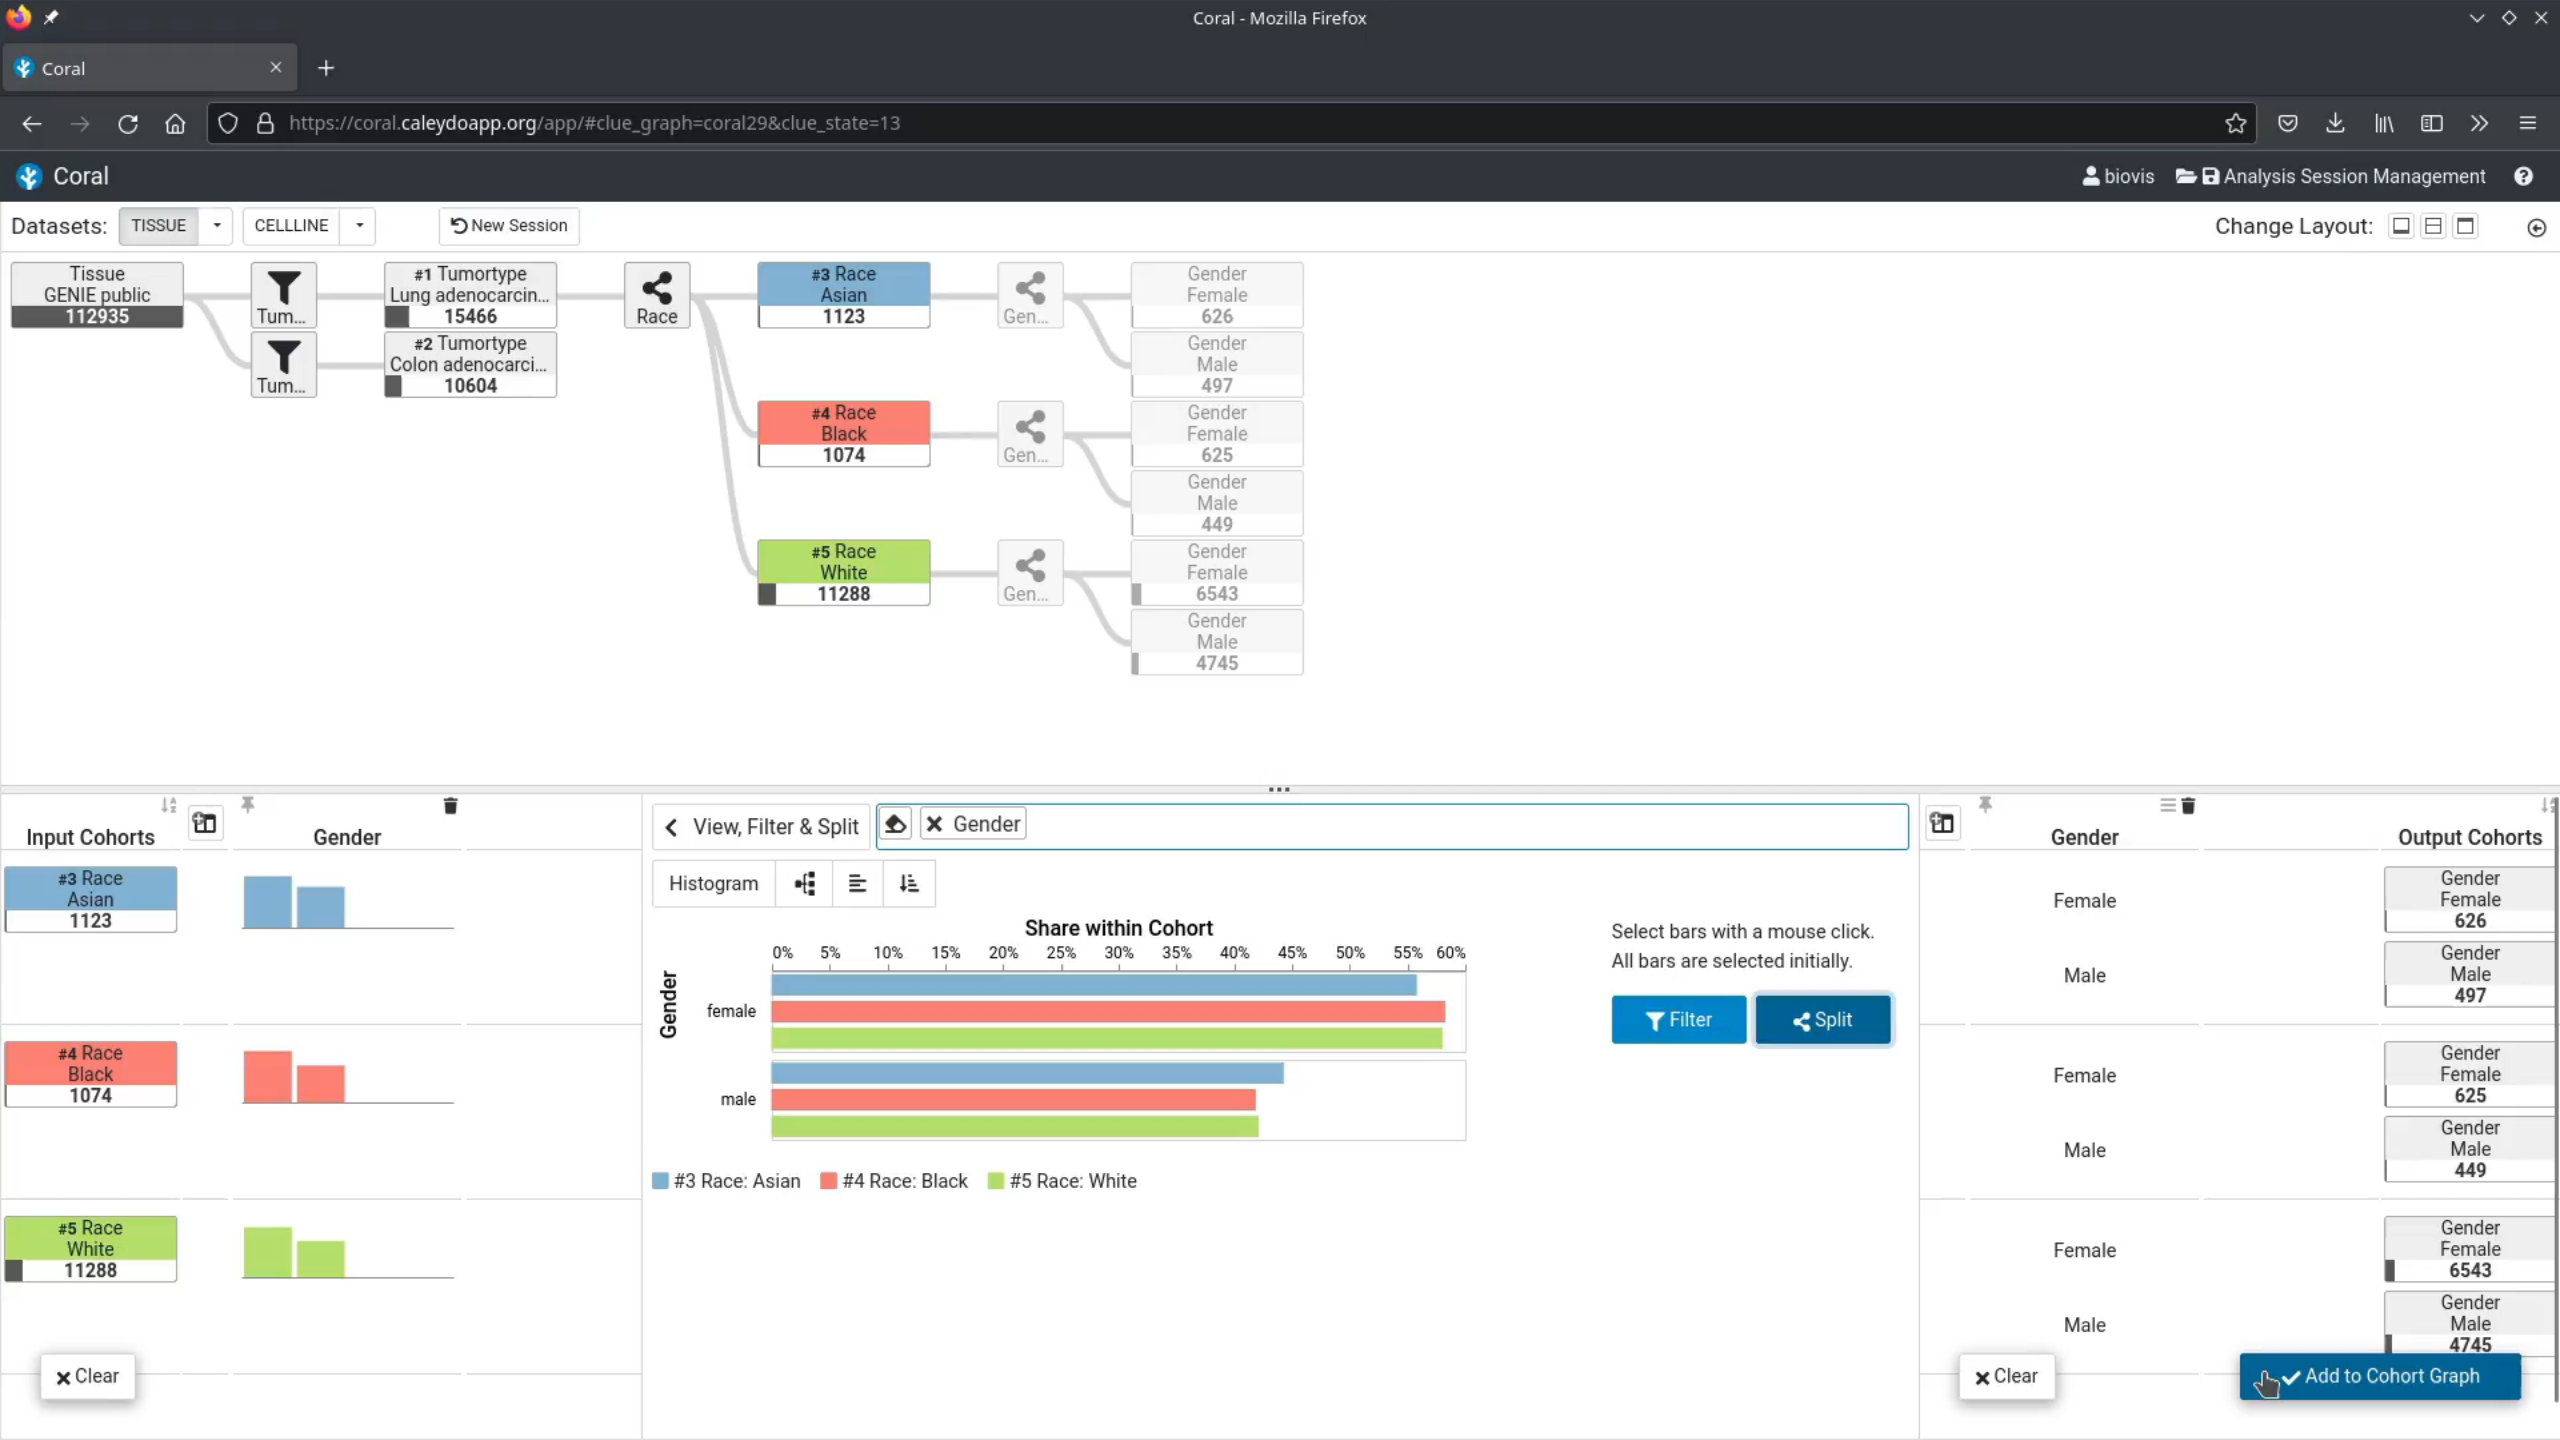 Coral - Mozilla Firefox
Coral
https://coral.caleydoapp.org/app/#clue_graph=coral29&clue_state=13
Coral
biovis
Analysis Session Management
Datasets:
TISSUE
CELLLINE
New Session
Change Layout:
Tissue
GENIE public
112935
Tum...
Tum...
#1 Tumortype
Lung adenocarcin...
15466
#2 Tumortype
Colon adenocarci...
10604
Race
#3 Race
Asian
1123
#4 Race
Black
1074
#5 Race
White
11288
Gen...
Gen...
Gen...
Gender
Female
626
Gender
Male
497
Gender
Female
625
Gender
Male
449
Gender
Female
6543
Gender
Male
4745
Input Cohorts
Gender
#3 Race
Asian
1123
#4 Race
Black
1074
#5 Race
White
11288
Clear
View, Filter & Split
Gender
Histogram
Share within Cohort
0% 5% 10% 15% 20% 25% 30% 35% 40% 45% 50% 55% 60%
Gender
female
male
#3 Race: Asian
#4 Race: Black
#5 Race: White
Select bars with a mouse click.
All bars are selected initially.
Filter
Split
Gender
Output Cohorts
Female
Gender
Female
626
Male
Gender
Male
497
Female
Gender
Female
625
Male
Gender
Male
449
Female
Gender
Female
6543
Male
Gender
Male
4745
Clear
Add to Cohort Graph